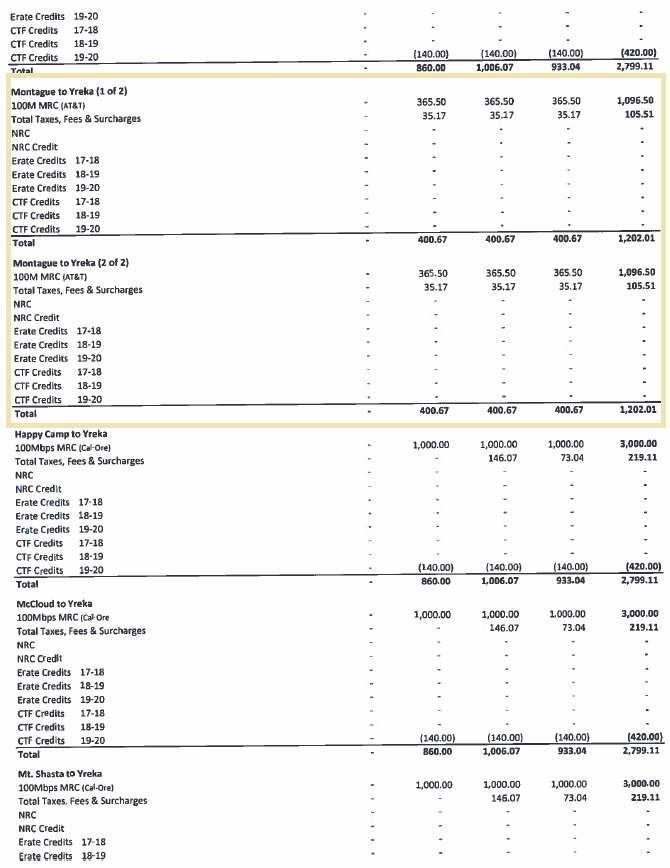 Erate Credits 19-20 - - - - -
CTF Credits 17-18 - - - - -
CTF Credits 18-19 - - - - -
CTF Credits 19-20 - (140.00) (140.00) (140.00) (420.00)
Total - 860.00 1,006.07 933.04 2,799.11
Montague to Yreka (1 of 2)
100M MRC (AT&T) - 365.50 365.50 365.50 1,096.50
Total Taxes, Fees & Surcharges - 35.17 35.17 35.17 105.51
NRC - - - - -
NRC Credit - - - - -
Erate Credits 17-18 - - - - -
Erate Credits 18-19 - - - - -
Erate Credits 19-20 - - - - -
CTF Credits 17-18 - - - - -
CTF Credits 18-19 - - - - -
CTF Credits 19-20 - - - - -
Total - 400.67 400.67 400.67 1,202.01
Montague to Yreka (2 of 2)
100M MRC (AT&T) - 365.50 365.50 365.50 1,096.50
Total Taxes, Fees & Surcharges - 35.17 35.17 35.17 105.51
NRC - - - - -
NRC Credit - - - - -
Erate Credits 17-18 - - - - -
Erate Credits 18-19 - - - - -
Erate Credits 19-20 - - - - -
CTF Credits 17-18 - - - - -
CTF Credits 18-19 - - - - -
CTF Credits 19-20 - - - - -
Total - 400.67 400.67 400.67 1,202.01
Happy Camp to Yreka
100Mbps MRC (Cal-Ore) - 1,000.00 1,000.00 1,000.00 3,000.00
Total Taxes, Fees & Surcharges - - 146.07 73.04 219.11
NRC - - - - -
NRC Credit - - - - -
Erate Credits 17-18 - - - - -
Erate Credits 18-19 - - - - -
Erate Credits 19-20 - - - - -
CTF Credits 17-18 - - - - -
CTF Credits 18-19 - - - - -
CTF Credits 19-20 - (140.00) (140.00) (140.00) (420.00)
Total - 860.00 1,006.07 933.04 2,799.11
McCloud to Yreka
100Mbps MRC (Cal-Ore - 1,000.00 1,000.00 1,000.00 3,000.00
Total Taxes, Fees & Surcharges - - 146.07 73.04 219.11
NRC - - - - -
NRC Credit - - - - -
Erate Credits 17-18 - - - - -
Erate Credits 18-19 - - - - -
Erate Credits 19-20 - - - - -
CTF Credits 17-18 - - - - -
CTF Credits 18-19 - - - - -
CTF Credits 19-20 - (140.00) (140.00) (140.00) (420.00)
Total - 860.00 1,006.07 933.04 2,799.11
Mt. Shasta to Yreka
100Mbps MRC (Cal-Ore) - 1,000.00 1,000.00 1,000.00 3,000.00
Total Taxes, Fees & Surcharges - - 146.07 73.04 219.11
NRC - - - - -
NRC Credit - - - - -
Erate Credits 17-18 - - - - -
Erate Credits 18-19 - - - - -